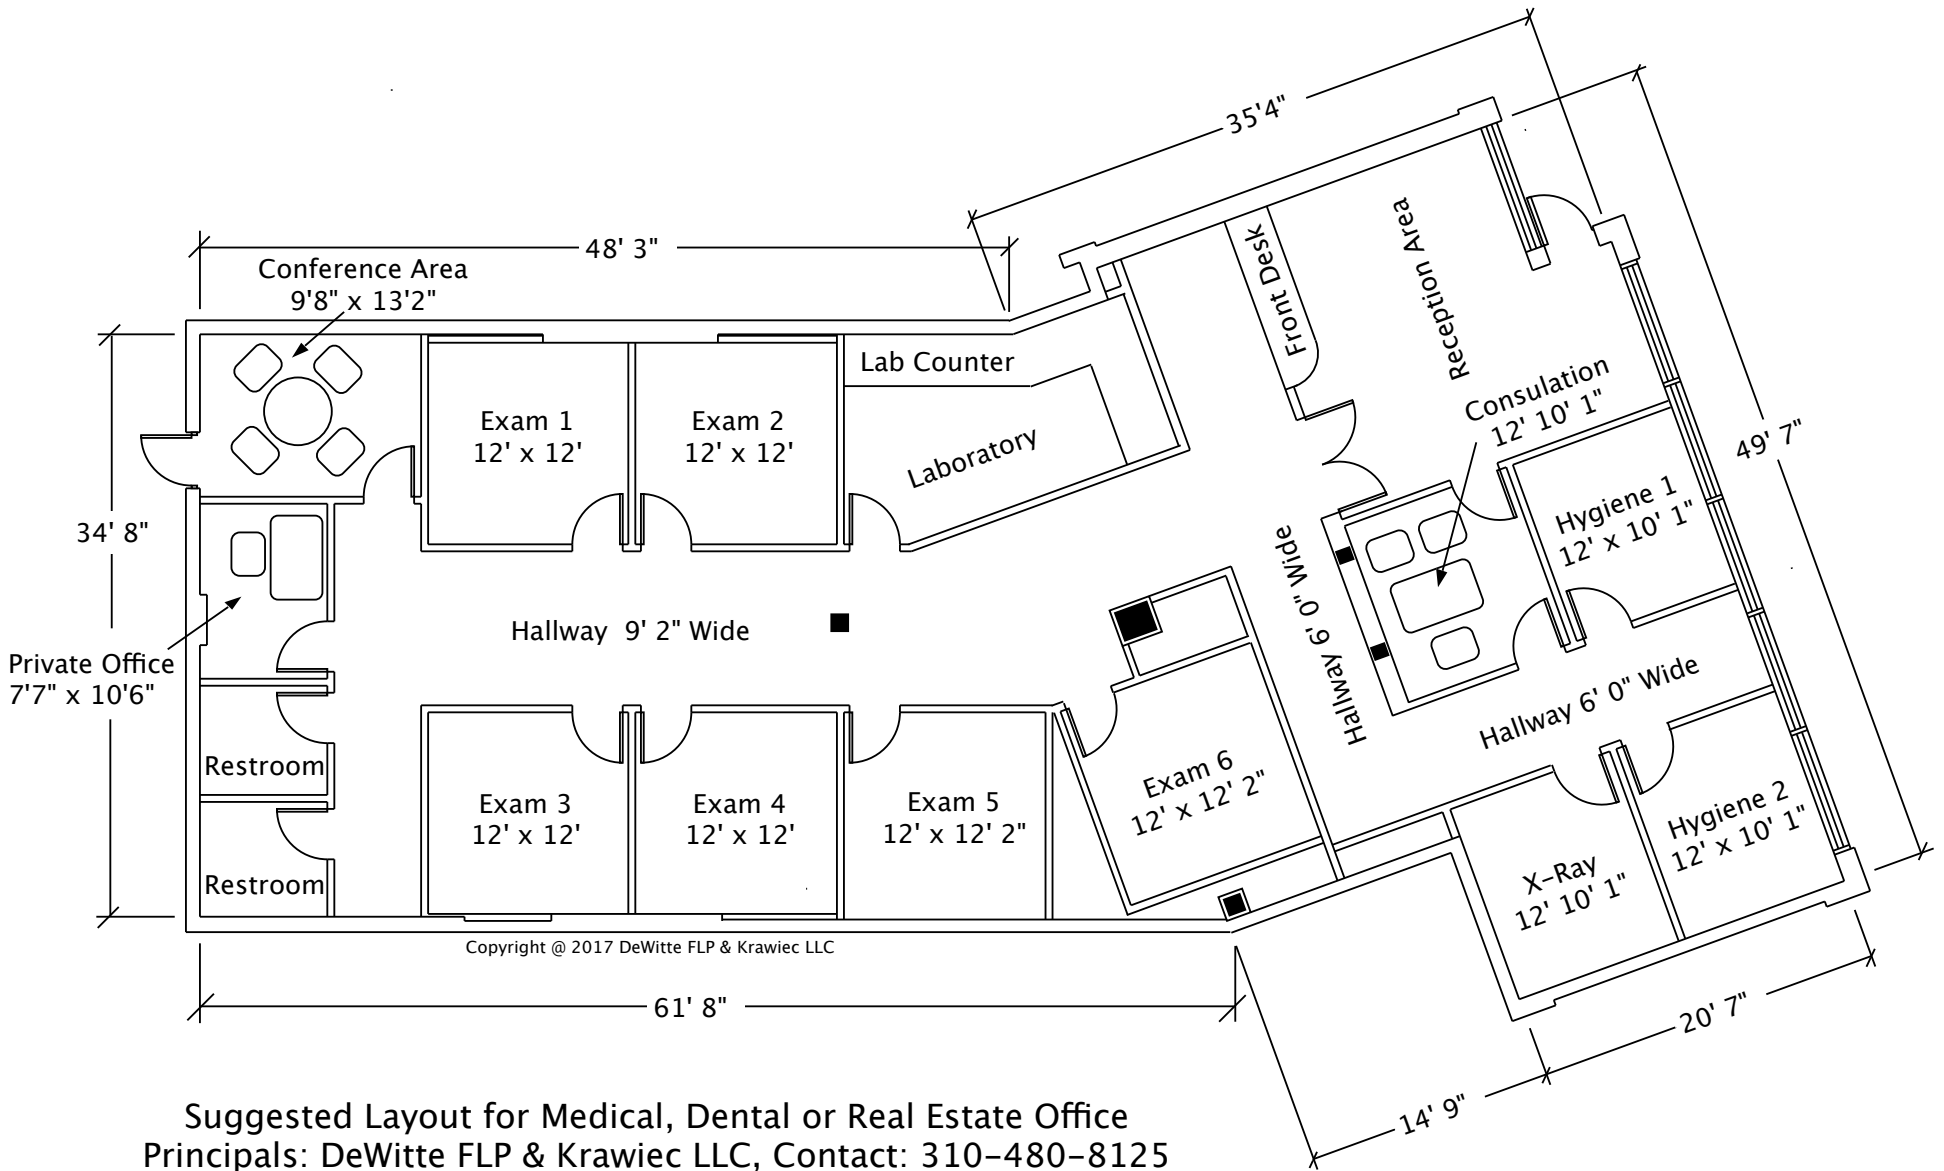 35'4"
48' 3"
Conference Area
9'8" x 13'2"
Front Desk
Reception Area
Lab Counter
Consulation
12' 10' 1"
Exam 1
12' x 12'
Exam 2
12' x 12'
Laboratory
49' 7"
Hygiene 1
12' x 10' 1"
34' 8"
Hallway 9' 2" Wide
Hallway 6' 0" Wide
Private Office
7'7" x 10'6"
Hallway 6' 0" Wide
Restroom
Exam 3
12' x 12'
Exam 4
12' x 12'
Exam 5
12' x 12' 2"
Exam 6
12' x 12' 2"
Hygiene 2
12' x 10' 1"
X-Ray
12' 10' 1"
Restroom
Copyright @ 2017 DeWitte FLP & Krawiec LLC
61' 8"
20' 7"
14' 9"
Suggested Layout for Medical, Dental or Real Estate Office
Principals: DeWitte FLP & Krawiec LLC, Contact: 310-480-8125